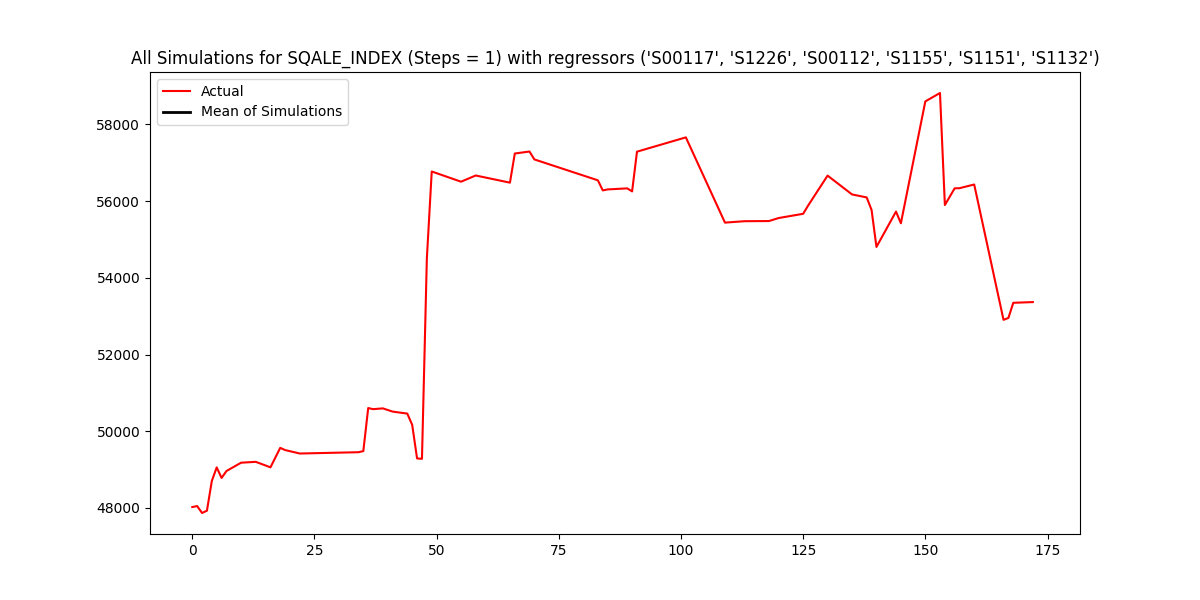 All Simulations for SQALE_INDEX (Steps = 1) with regressors ('S00117', 'S1226', 'S00112', 'S1155', 'S1151', 'S1132')
Actual
Mean of Simulations
58000
56000
54000
52000
50000
48000
0 25 50 75 100 125 150 175